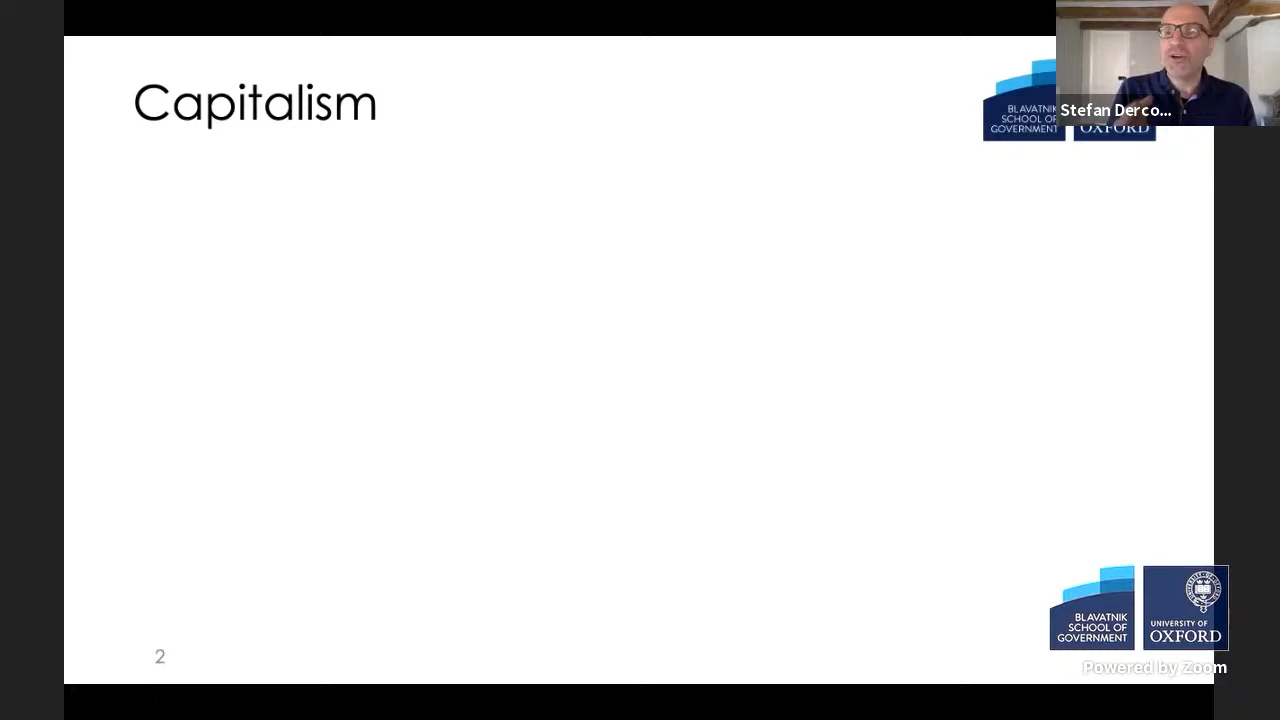 Capitalism
BLAVATNIK
SCHOOL OF
GOVERNMENT
OXFORD
Stefan Derco...
BLAVATNIK
SCHOOL OF
GOVERNMENT
UNIVERSITY OF
OXFORD
2
Powered by Zoom